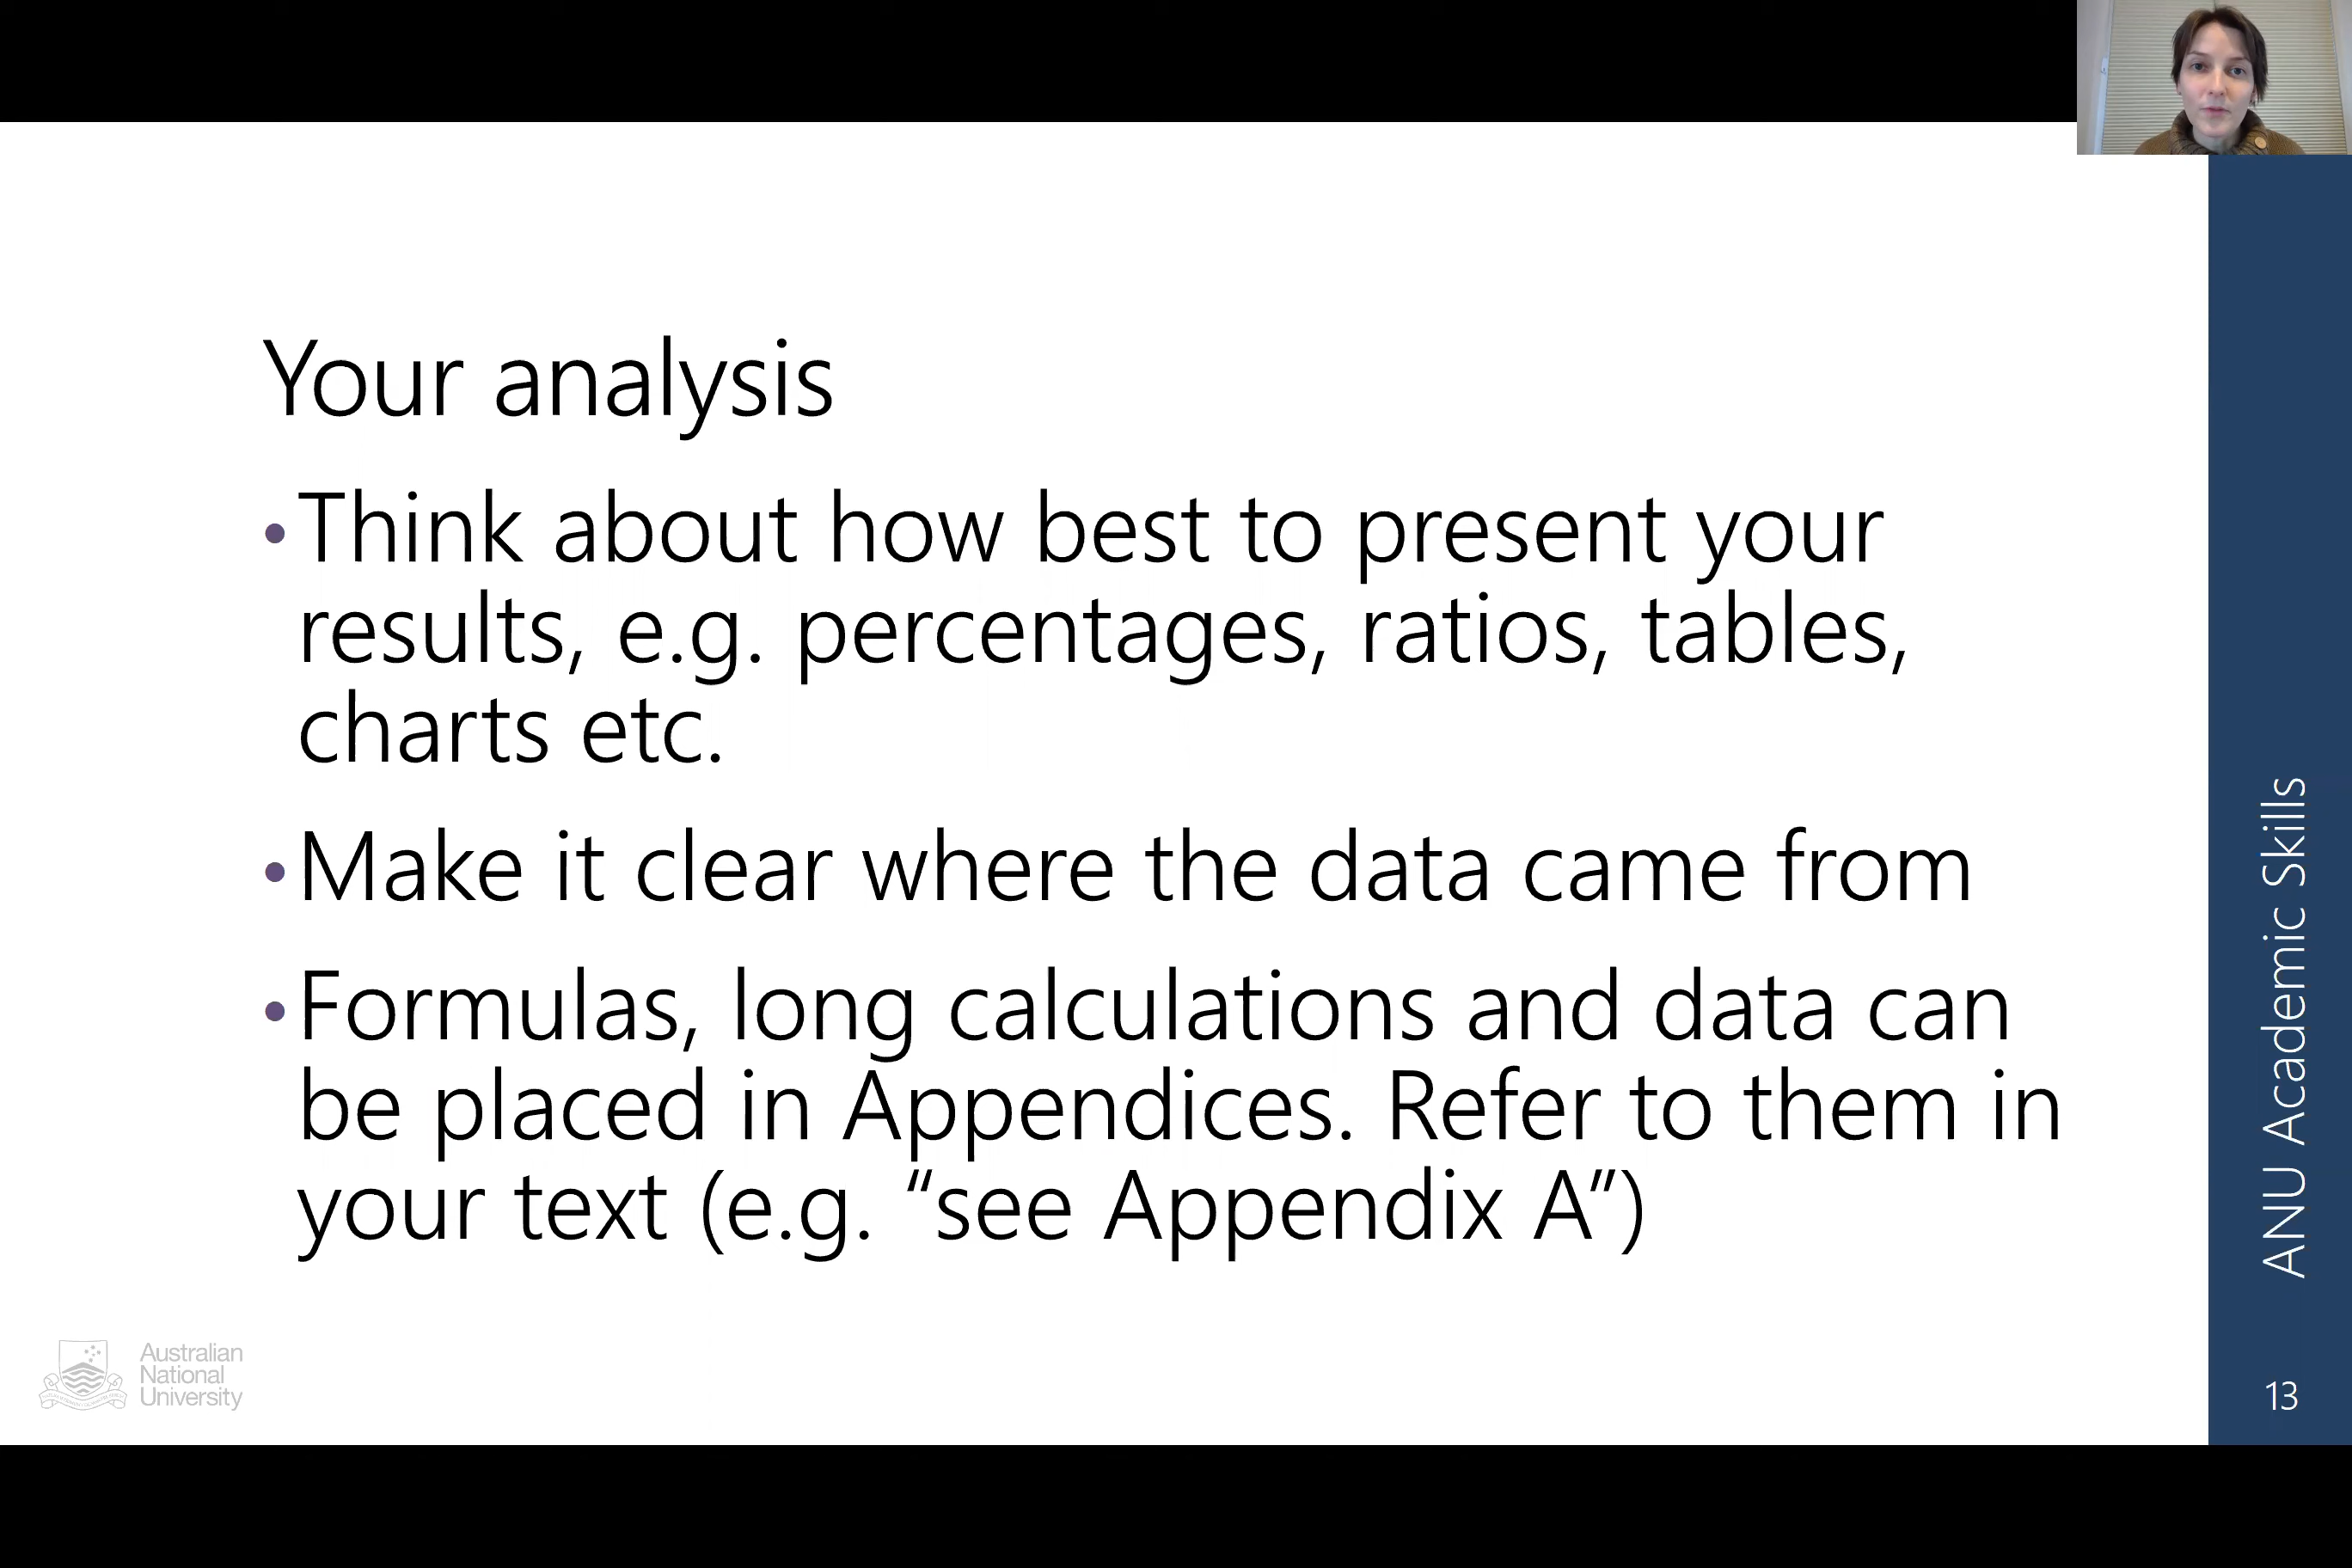 Your analysis
•Think about how best to present your
results, e.g. percentages, ratios, tables,
charts etc.
•Make it clear where the data came from
•Formulas, long calculations and data can
be placed in Appendices. Refer to them in
your text (e.g. “see Appendix A”)
ANU Academic Skills
Australian
National
University
13